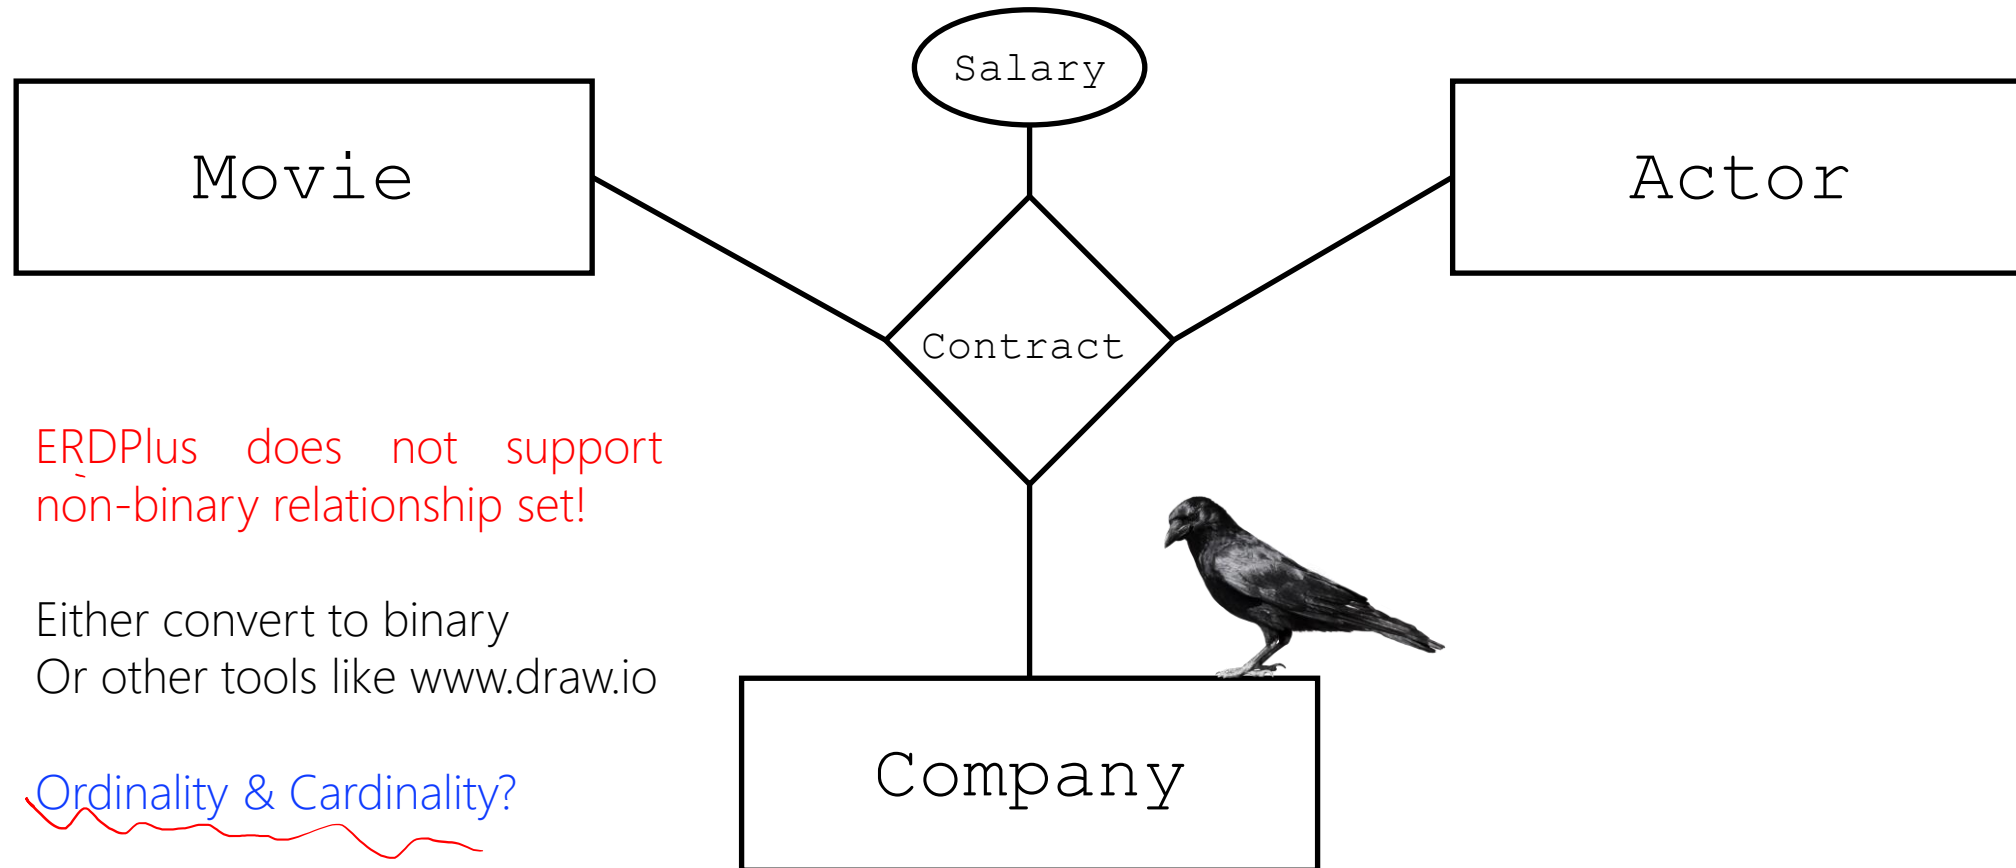 Salary
Movie
Actor
Contract
ERDPlus does not support
non-binary relationship set!
Either convert to binary
Or other tools like www.draw.io
Ordinality & Cardinality?
Company